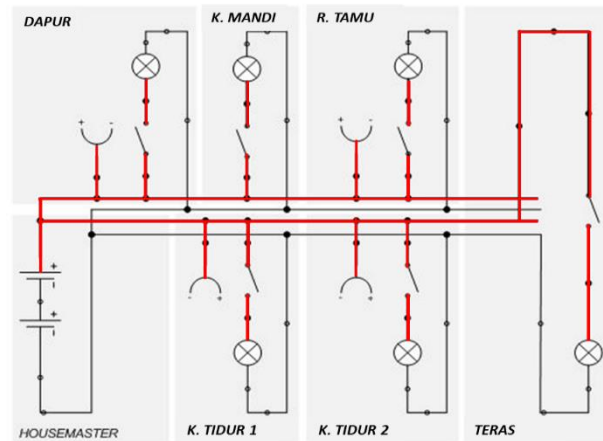 DAPUR
K. MANDI
R. TAMU
+ -
+ -
+
-
+
-
- +
- +
HOUSEMASTER
K. TIDUR 1
K. TIDUR 2
TERAS